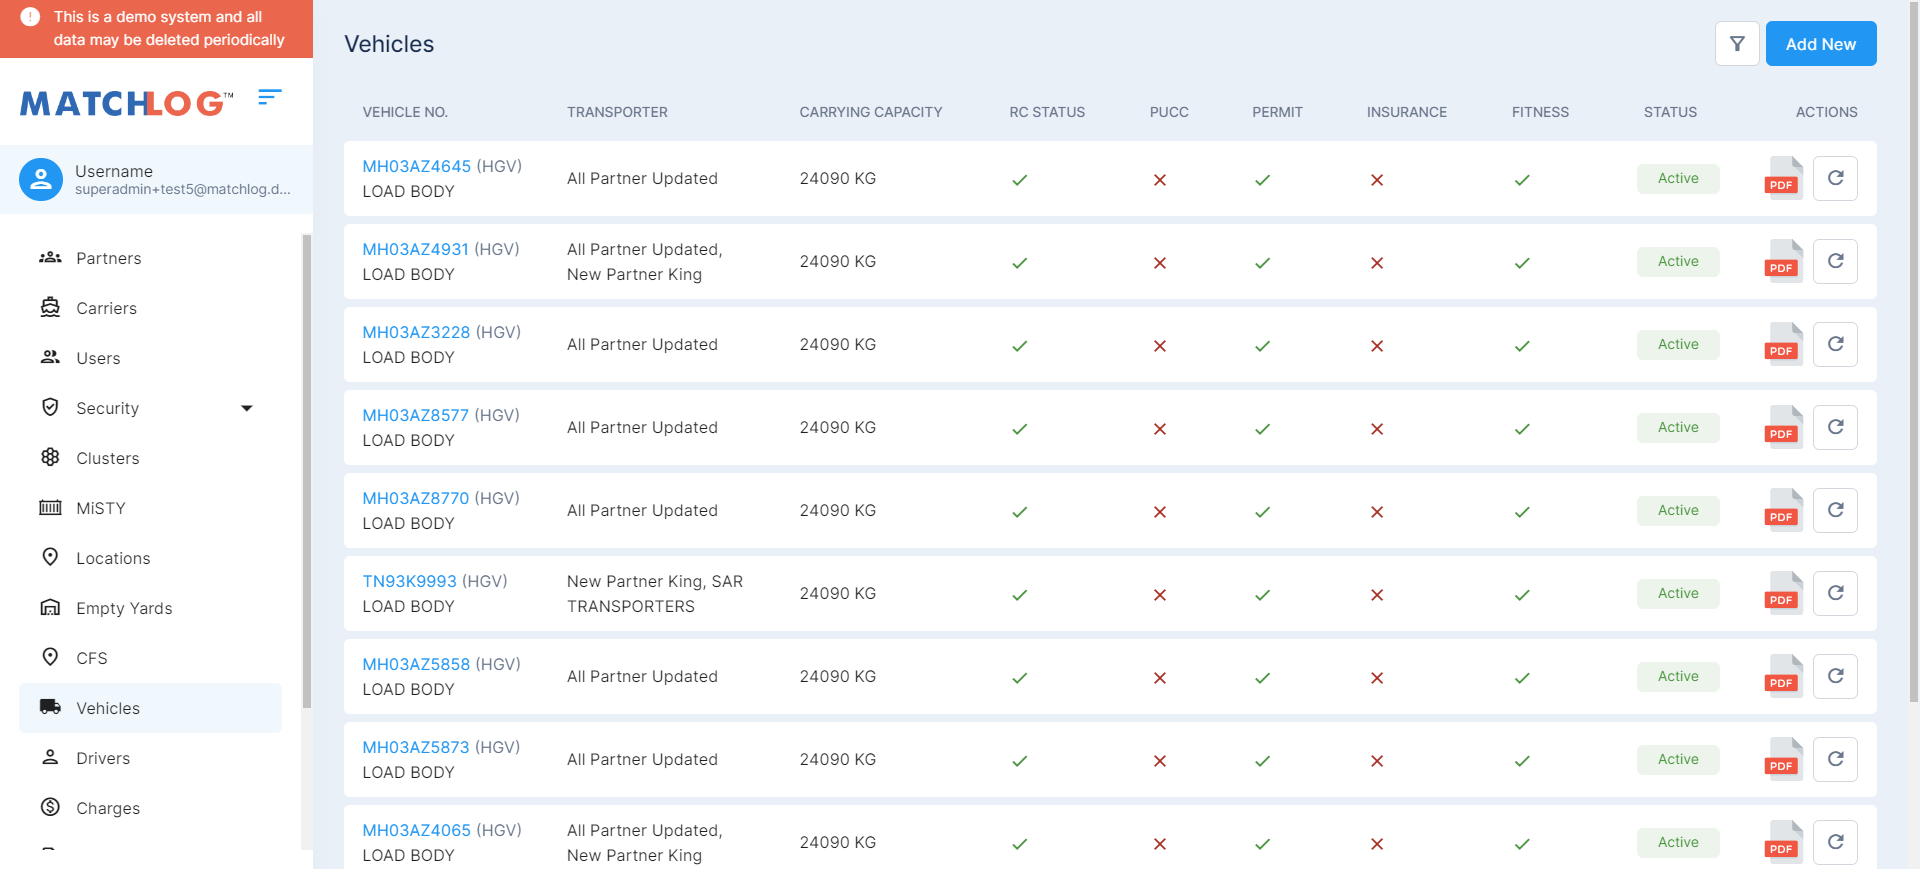 This is a demo system and all
data may be deleted periodically
MATCHLOG™
Username
superadmin+test5@matchlog.d...
Partners
Carriers
Users
Security
Clusters
MiSTY
Locations
Empty Yards
CFS
Vehicles
Drivers
Charges
Vehicles
Add New
VEHICLE NO. TRANSPORTER CARRYING CAPACITY RC STATUS PUCC PERMIT INSURANCE FITNESS STATUS ACTIONS
MH03AZ4645 (HGV)
LOAD BODY
All Partner Updated
24090 KG
Active
PDF
MH03AZ4931 (HGV)
LOAD BODY
All Partner Updated,
New Partner King
24090 KG
Active
PDF
MH03AZ3228 (HGV)
LOAD BODY
All Partner Updated
24090 KG
Active
PDF
MH03AZ8577 (HGV)
LOAD BODY
All Partner Updated
24090 KG
Active
PDF
MH03AZ8770 (HGV)
LOAD BODY
All Partner Updated
24090 KG
Active
PDF
TN93K9993 (HGV)
LOAD BODY
New Partner King, SAR
TRANSPORTERS
24090 KG
Active
PDF
MH03AZ5858 (HGV)
LOAD BODY
All Partner Updated
24090 KG
Active
PDF
MH03AZ5873 (HGV)
LOAD BODY
All Partner Updated
24090 KG
Active
PDF
MH03AZ4065 (HGV)
LOAD BODY
All Partner Updated,
New Partner King
24090 KG
Active
PDF